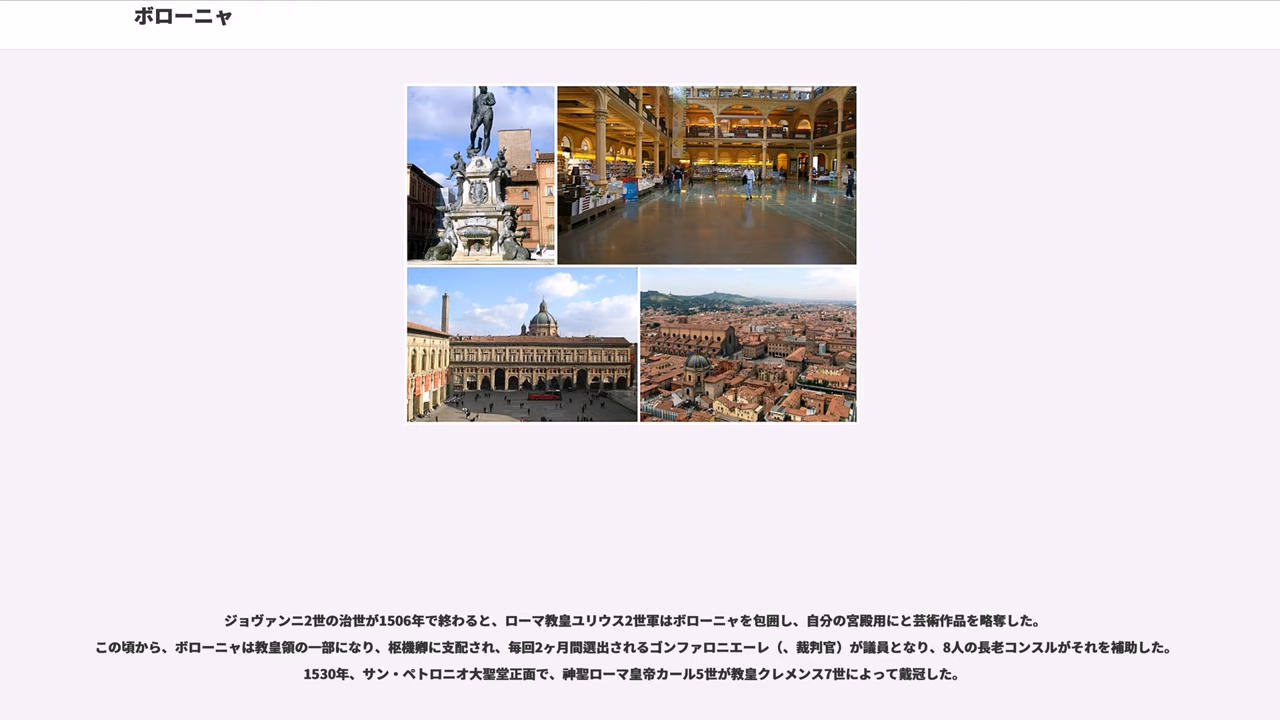 ボローニャ
ジョヴァンニ2世の治世が1506年で終わると、ローマ教皇ユリウス2世軍はボローニャを包囲し、自分の宮殿用にと芸術作品を略奪した。
この頃から、ボローニャは教皇領の一部になり、枢機卿に支配され、毎回2ヶ月間選出されるゴンファロニエーレ（、裁判官）が議員となり、8人の長老コンスルがそれを補助した。
1530年、サン・ペトロニオ大聖堂正面で、神聖ローマ皇帝カール5世が教皇クレメンス7世によって戴冠した。